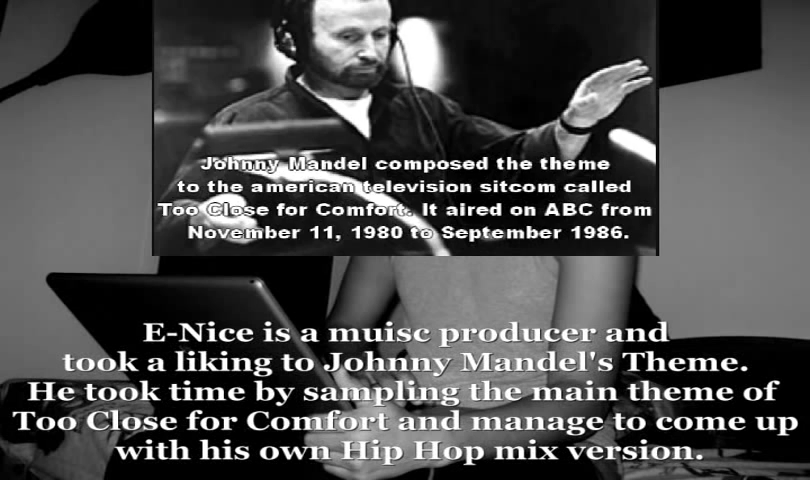 Johnny Mandel composed the theme
to the american television sitcom called
Too Close for Comfort. It aired on ABC from
November 11, 1980 to September 1986.
E-Nice is a muisc producer and
took a liking to Johnny Mandel's Theme.
He took time by sampling the main theme of
Too Close for Comfort and manage to come up
with his own Hip Hop mix version.